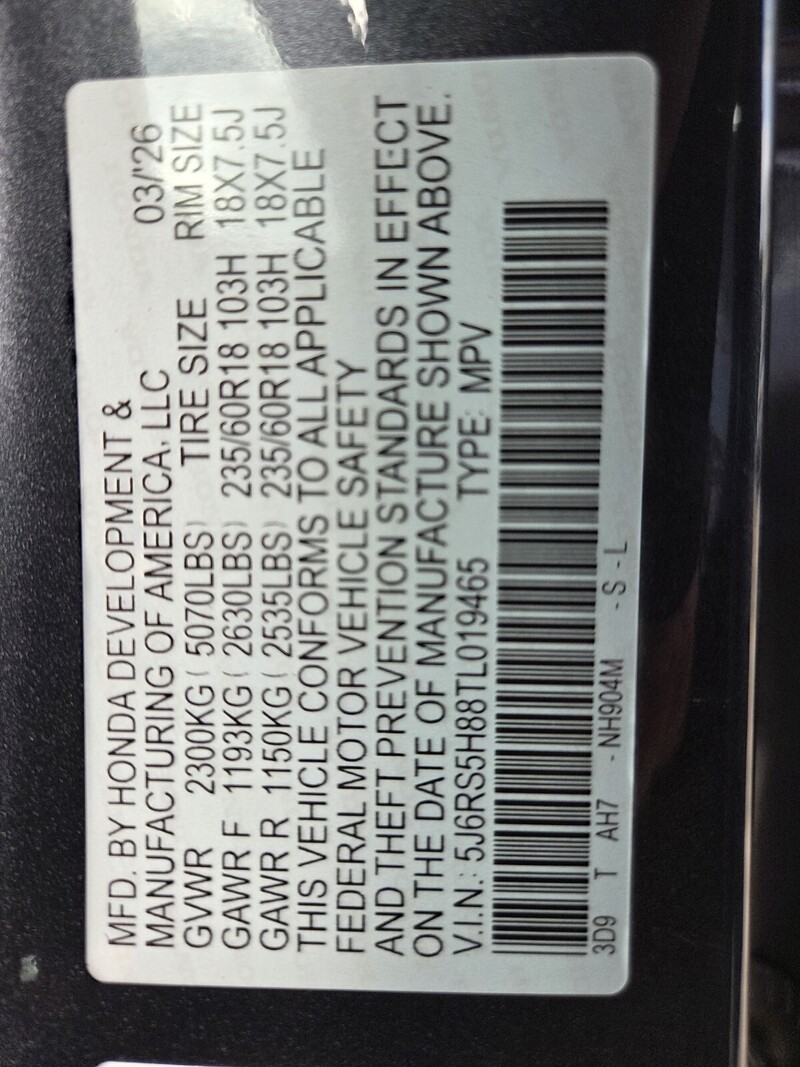 MFD. BY HONDA DEVELOPMENT &
MANUFACTURING OF AMERICA, LLC 03/'26
GVWR 2300KG ( 5070LBS) TIRE SIZE RIM SIZE
GAWR F 1193KG ( 2630LBS) 235/60R18 103H 18X7.5J
GAWR R 1150KG ( 2535LBS) 235/60R18 103H 18X7.5J
THIS VEHICLE CONFORMS TO ALL APPLICABLE
FEDERAL MOTOR VEHICLE SAFETY
AND THEFT PREVENTION STANDARDS IN EFFECT
ON THE DATE OF MANUFACTURE SHOWN ABOVE.
V.I.N.: 5J6RS5H88TL019465 TYPE: MPV
3D9 T AH7 - NH904M - S - L